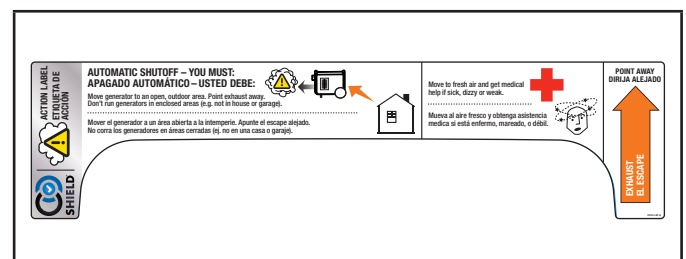 ACTION LABEL
ETIQUETA DE
ACCIÓN
SHIELD
AUTOMATIC SHUTOFF – YOU MUST:
APAGADO AUTOMÁTICO – USTED DEBE:
Move generator to an open, outdoor area. Point exhaust away.
Don't run generators in enclosed areas (e.g. not in house or garage).
Mover el generador a un área abierta a la intemperie. Apunte el escape alejado.
No corra los generadores en áreas cerradas (ej. no en una casa o garaje).
Move to fresh air and get medical
help if sick, dizzy or weak.
Mueva al aire fresco y obtenga asistencia
medica si está enfermo, mareado, o débil.
POINT AWAY
DIRIJA ALEJADO
EXHAUST
EL ESCAPE